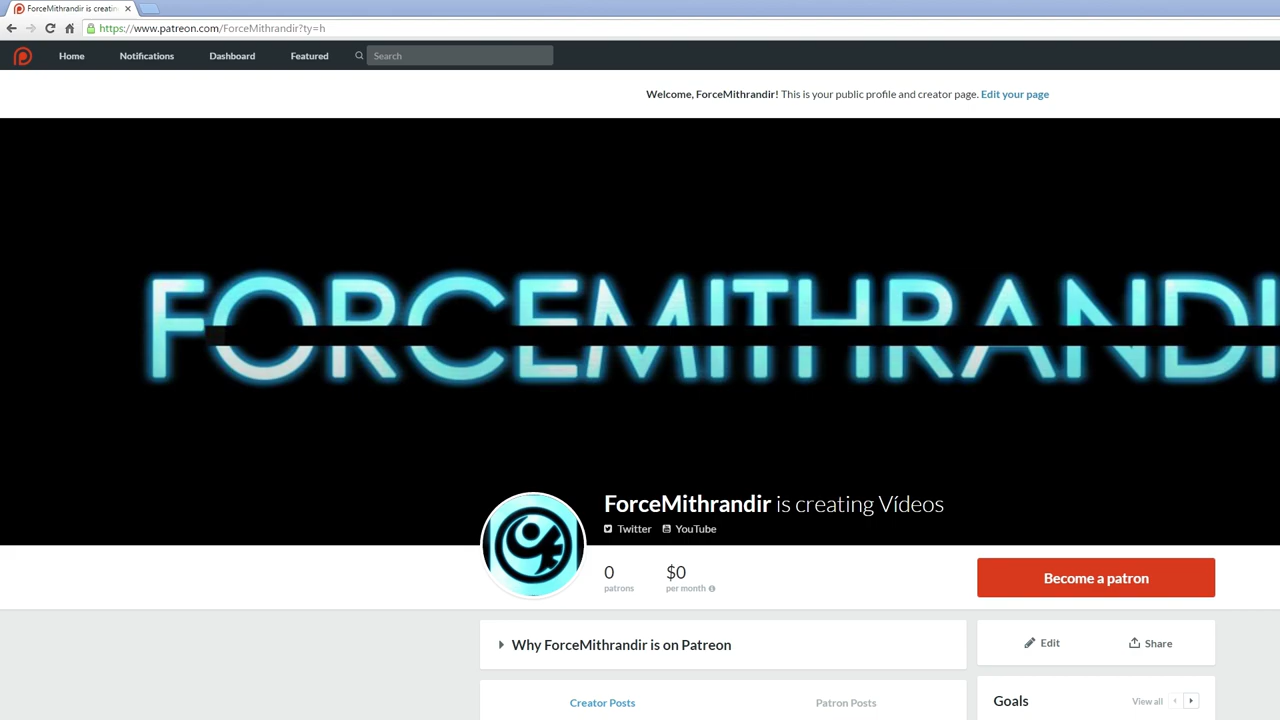 ForceMithrandir is creatin
https://www.patreon.com/ForceMithrandir?ty=h
Home Notifications Dashboard Featured Search
Welcome, ForceMithrandir! This is your public profile and creator page. Edit your page
FORCEMITHRANDI
ForceMithrandir is creating Vídeos
Twitter YouTube
0 $0
patrons per month
Become a patron
Why ForceMithrandir is on Patreon
Edit Share
Creator Posts Patron Posts
Goals View all